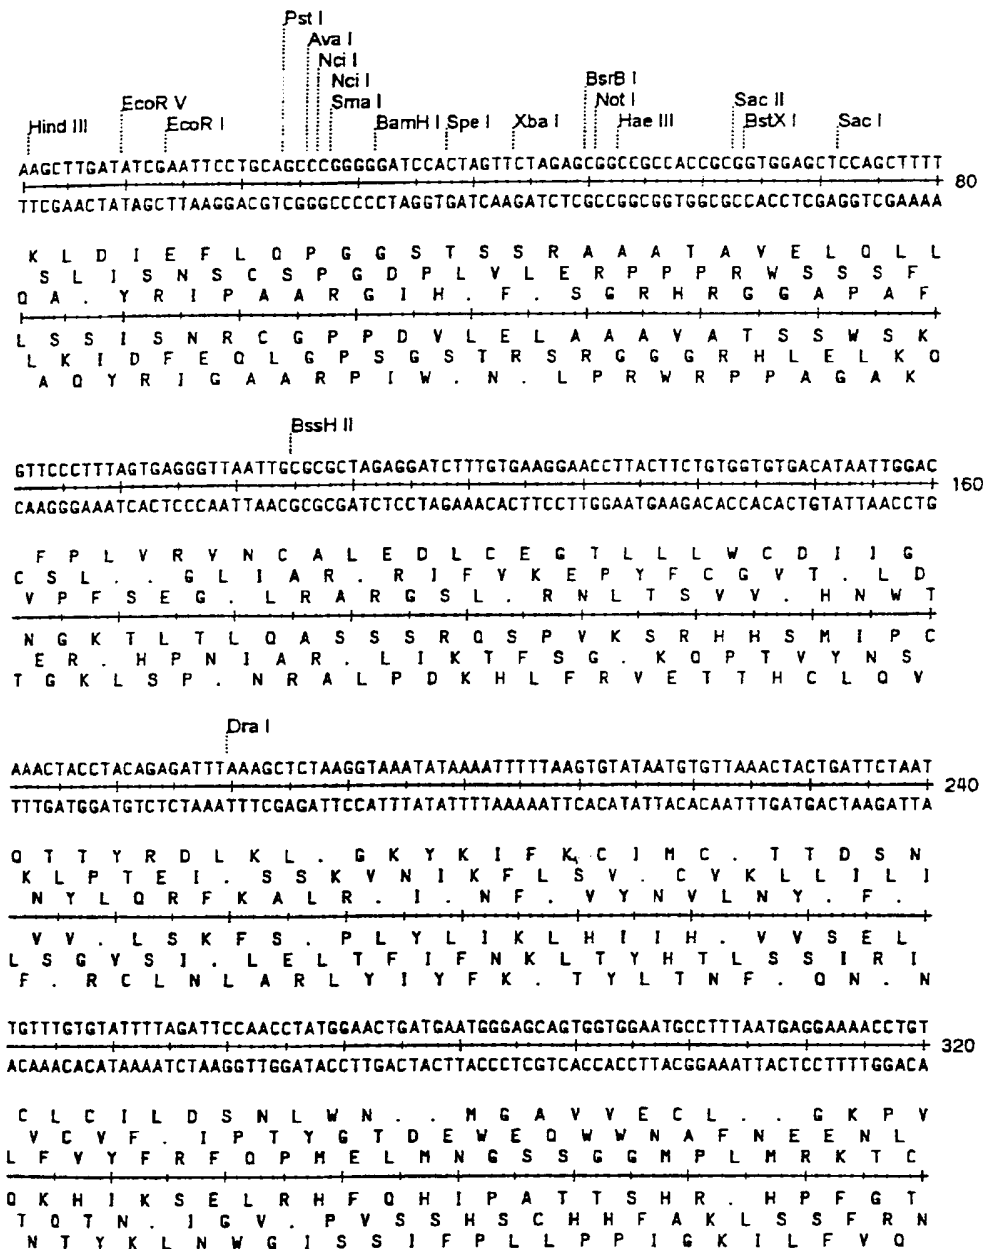 Pst I
Ava I
Nci I
Nci I
BsrB I
EcoR V
Sma I
Not I
Sac II
Hind III
EcoR I
BamH I
Spe I
Xba I
Hae III
BstX I
Sac I
AAGCTTGATATCGAATTCCTGCAGCCCGGGGGATCCACTAGTTCTAGAGCGGCCGCCACCGCGGTGGAGCTCCAGCTTTT
80
TTCGAACTATAGCTTAAGGACGTCGGGCCCCCTAGGTGATCAAGATCTCGCCGGCGGTGGCGCCACCTCGAGGTCGAAAA
K L D I E F L Q P G G S T S S R A A A T A V E L Q L L
S L I S N S C S P G D P L V L E R P P P R W S S S F
Q A . Y R I P A A R G I H . F . S G R H R G G A P A F
L S S I S N R C G P P D V L E L A A A V A T S S W S K
L K I D F E Q L G P S G S T R S R G G G R H L E L K Q
A Q Y R I G A A R P I W . N . L P R W R P P A G A K
BssH II
GTTCCCTTTAGTGAGGGTTAATTGCGCGCTAGAGGATCTTTGTGAAGGAACCTTACTTCTGTGGTGTGACATAATTGGAC
160
CAAGGGAAATCACTCCCAATTAACGCGCGATCTCCTAGAAACACTTCCTTGGAATGAAGACACCACACTGTATTAACCTG
F P L V R V N C A L E D L C E G T L L L W C D I I G
C S L . . G L I A R . R I F V K E P Y F C G V T . L D
V P F S E G . L R A R G S L . R N L T S V V . H N W T
N G K T L T L Q A S S S R Q S P V K S R H H S M I P C
E R . H P N I A R . L I K T F S G . K Q P T V Y N S
T G K L S P . N R A L P D K H L F R V E T T H C L Q V
Dra I
AAACTACCTACAGAGATTTAAAGCTCTAAGGTAAATATAAAATTTTTAAGTGTATAATGTGTTAAACTACTGATTCTAAT
240
TTTGATGGATGTCTCTAAATTTCGAGATTCCATTTATATTTTAAAAATTCACATATTACACAATTTGATGACTAAGATTA
Q T T Y R D L K L . G K Y K I F K C I M C . T T D S N
K L P T E I . S S K V N I K F L S V . C V K L L I L I
N Y L Q R F K A L R . I . N F . V Y N V L N Y . F .
V V . L S K F S . P L Y L I K L H I I H . V V S E L
L S G V S I . L E L T F I F N K L T Y H T L S S I R I
F . R C L N L A R L Y I Y F K . T Y L T N F . Q N . N
TGTTTGTGTATTTTAGATTCCAACCTATGGAACTGATGAATGGGAGCAGTGGTGGAATGCCTTTAATGAGGAAAACCTGT
320
ACAAACACATAAAATCTAAGGTTGGATACCTTGACTACTTACCCTCGTCACCACCTTACGGAAATTACTCCTTTTGGACA
C L C I L D S N L W N . . M G A V V E C L . . G K P V
V C V F . I P T Y G T D E W E Q W W N A F N E E N L
L F V Y F R F Q P M E L M N G S S G G M P L M R K T C
Q K H I K S E L R H F Q H I P A T T S H R . H P F G T
T Q T N . I G V . P V S S H S C H H F A K L S S F R N
N T Y K L N W G I S S I F P L L P P I G K I L F V Q